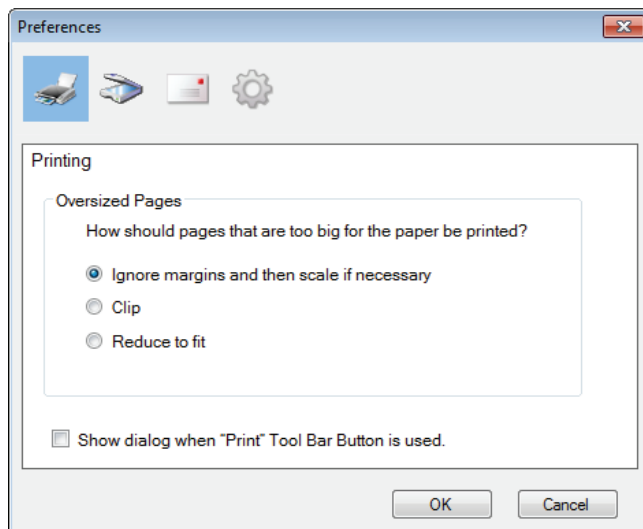 Preferences
Printing
Oversized Pages
How should pages that are too big for the paper be printed?
Ignore margins and then scale if necessary
Clip
Reduce to fit
Show dialog when "Print" Tool Bar Button is used.
OK Cancel